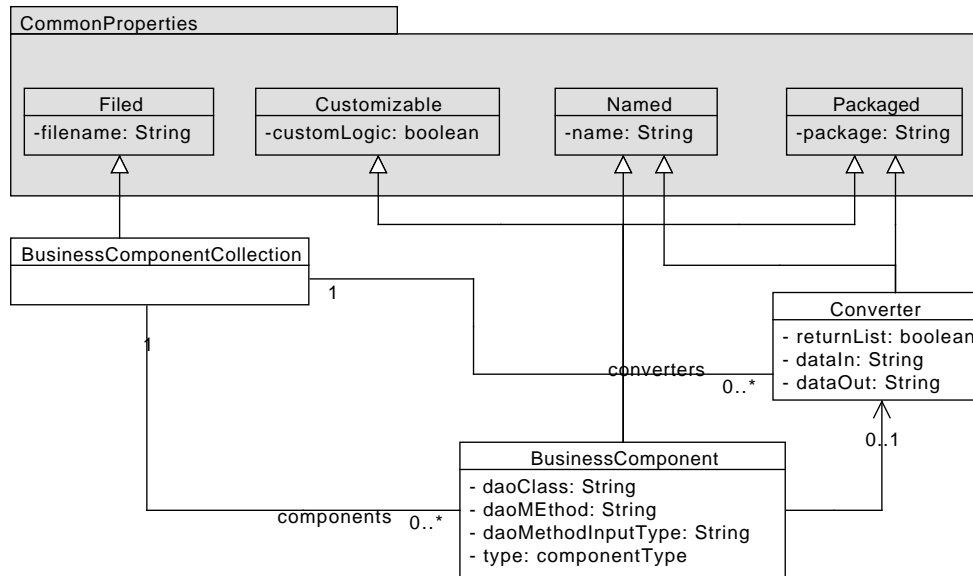 CommonProperties
Filed
-filename: String
Customizable
-customLogic: boolean
Named
-name: String
Packaged
-package: String
BusinessComponentCollection
1
1
Converter
- returnList: boolean
- dataIn: String
- dataOut: String
converters
0..*
0..1
BusinessComponent
- daoClass: String
- daoMEthod: String
- daoMethodInputType: String
- type: componentType
components
0..*